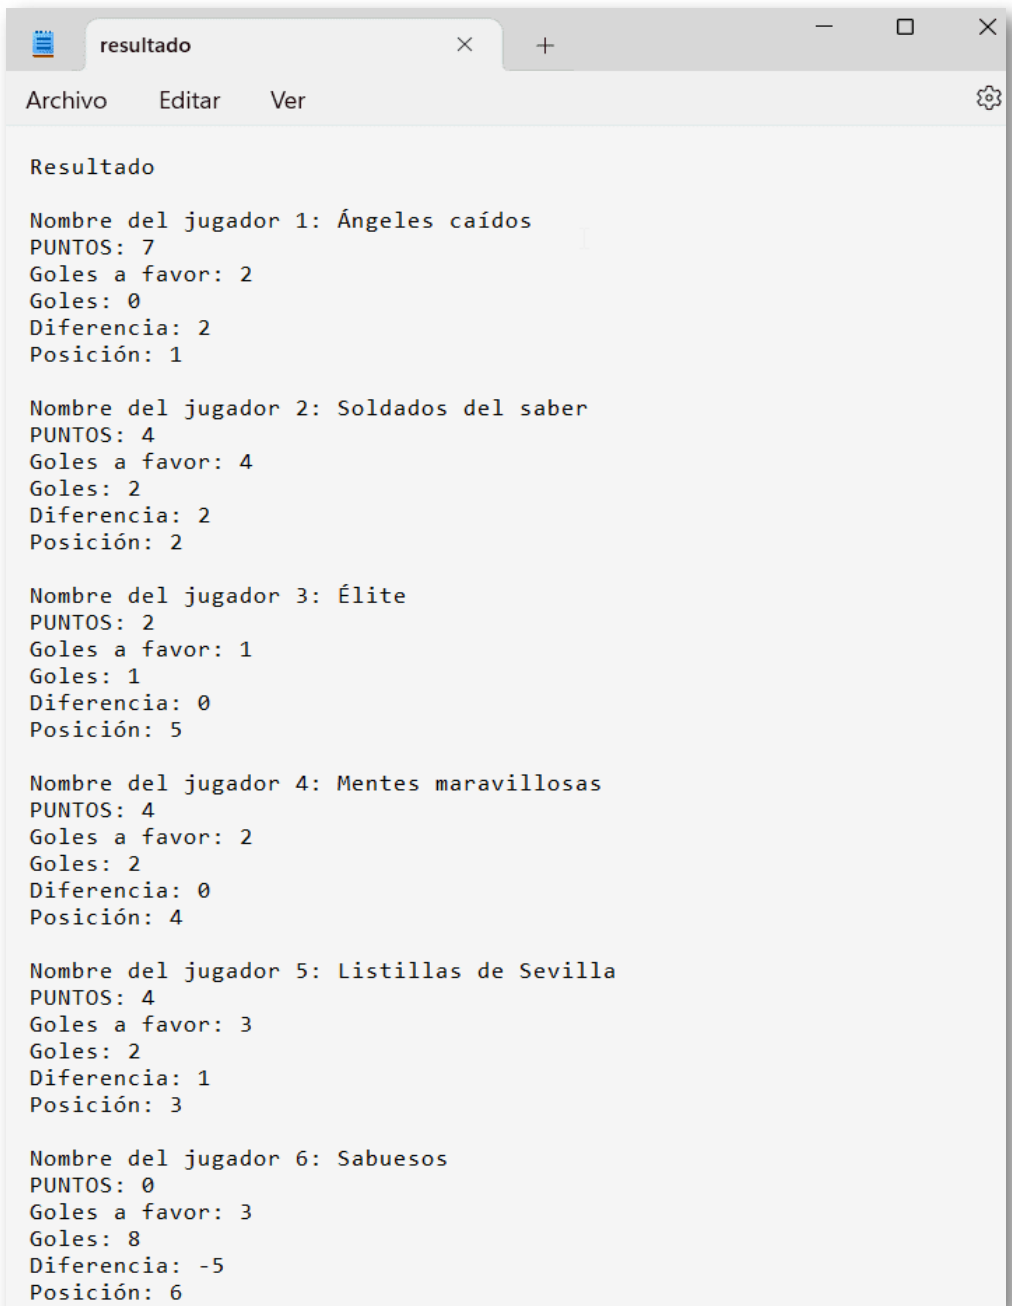 resultado
Archivo Editar Ver
Resultado
Nombre del jugador 1: Ángeles caídos
PUNTOS: 7
Goles a favor: 2
Goles: 0
Diferencia: 2
Posición: 1
Nombre del jugador 2: Soldados del saber
PUNTOS: 4
Goles a favor: 4
Goles: 2
Diferencia: 2
Posición: 2
Nombre del jugador 3: Élite
PUNTOS: 2
Goles a favor: 1
Goles: 1
Diferencia: 0
Posición: 5
Nombre del jugador 4: Mentes maravillosas
PUNTOS: 4
Goles a favor: 2
Goles: 2
Diferencia: 0
Posición: 4
Nombre del jugador 5: Listillas de Sevilla
PUNTOS: 4
Goles a favor: 3
Goles: 2
Diferencia: 1
Posición: 3
Nombre del jugador 6: Sabuesos
PUNTOS: 0
Goles a favor: 3
Goles: 8
Diferencia: -5
Posición: 6